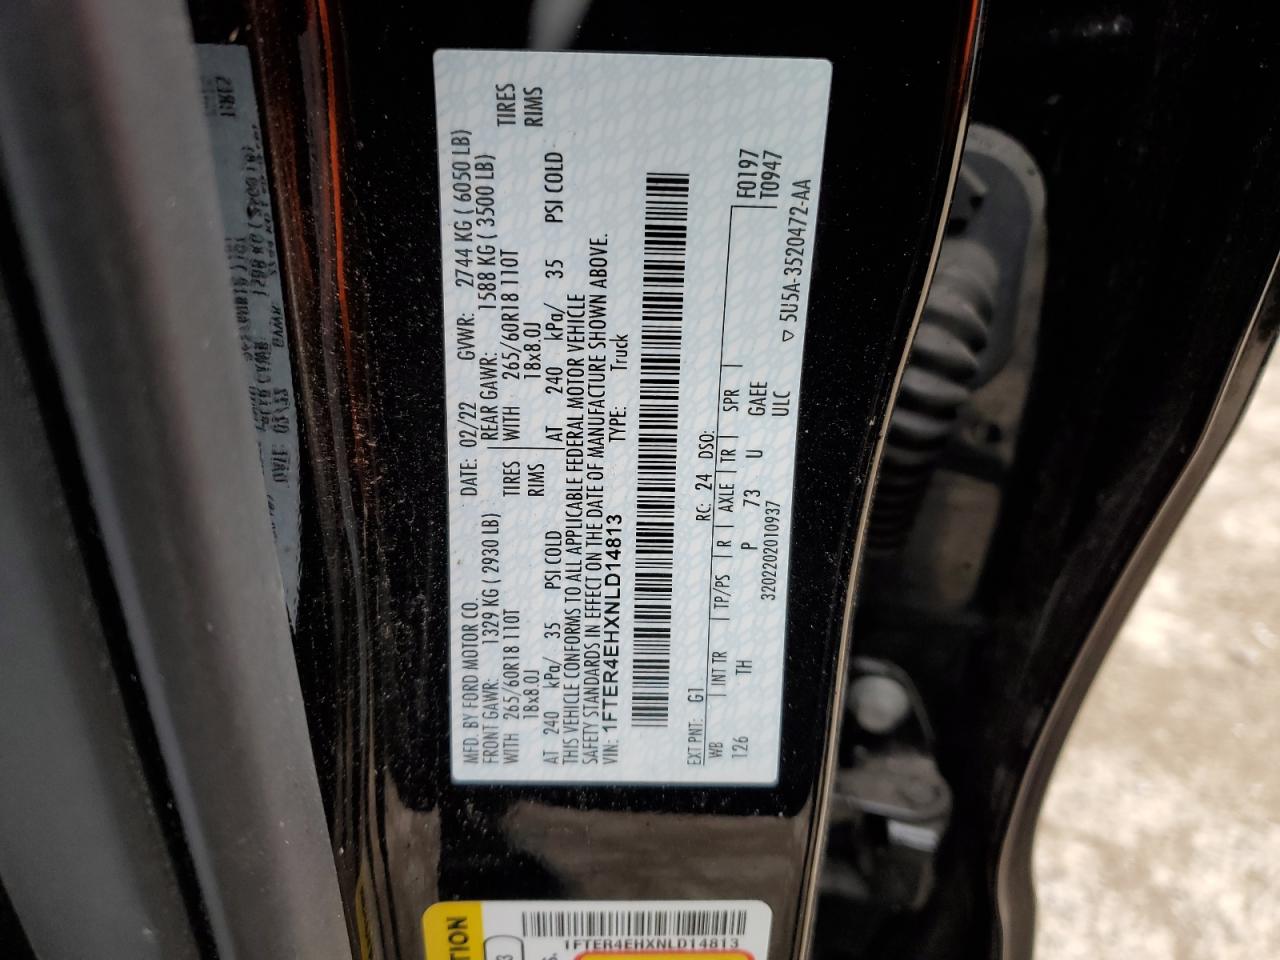 MFD. BY FORD MOTOR CO.   DATE: 02/22   GVWR: 2744 KG ( 6050 LB)
FRONT GAWR: 1329 KG ( 2930 LB)   REAR GAWR: 1588 KG ( 3500 LB)
WITH 265/60R18 110T TIRES   WITH 265/60R18 110T TIRES
18x8.0J RIMS   18x8.0J RIMS
AT 240 kPa/ 35 PSI COLD   AT 240 kPa/ 35 PSI COLD
THIS VEHICLE CONFORMS TO ALL APPLICABLE FEDERAL MOTOR VEHICLE
SAFETY STANDARDS IN EFFECT ON THE DATE OF MANUFACTURE SHOWN ABOVE.
VIN: 1FTER4EHXNLD14813   TYPE: Truck
EXT PNT: G1   RC: 24 DSO:   F0197
WB INT TR TP/PS R AXLE TR SPR   T0947
126 TH P 73 U GAEE
ULC
3202202010937   ▽ 5U5A-3520472-AA
1FTER4EHXNLD14813